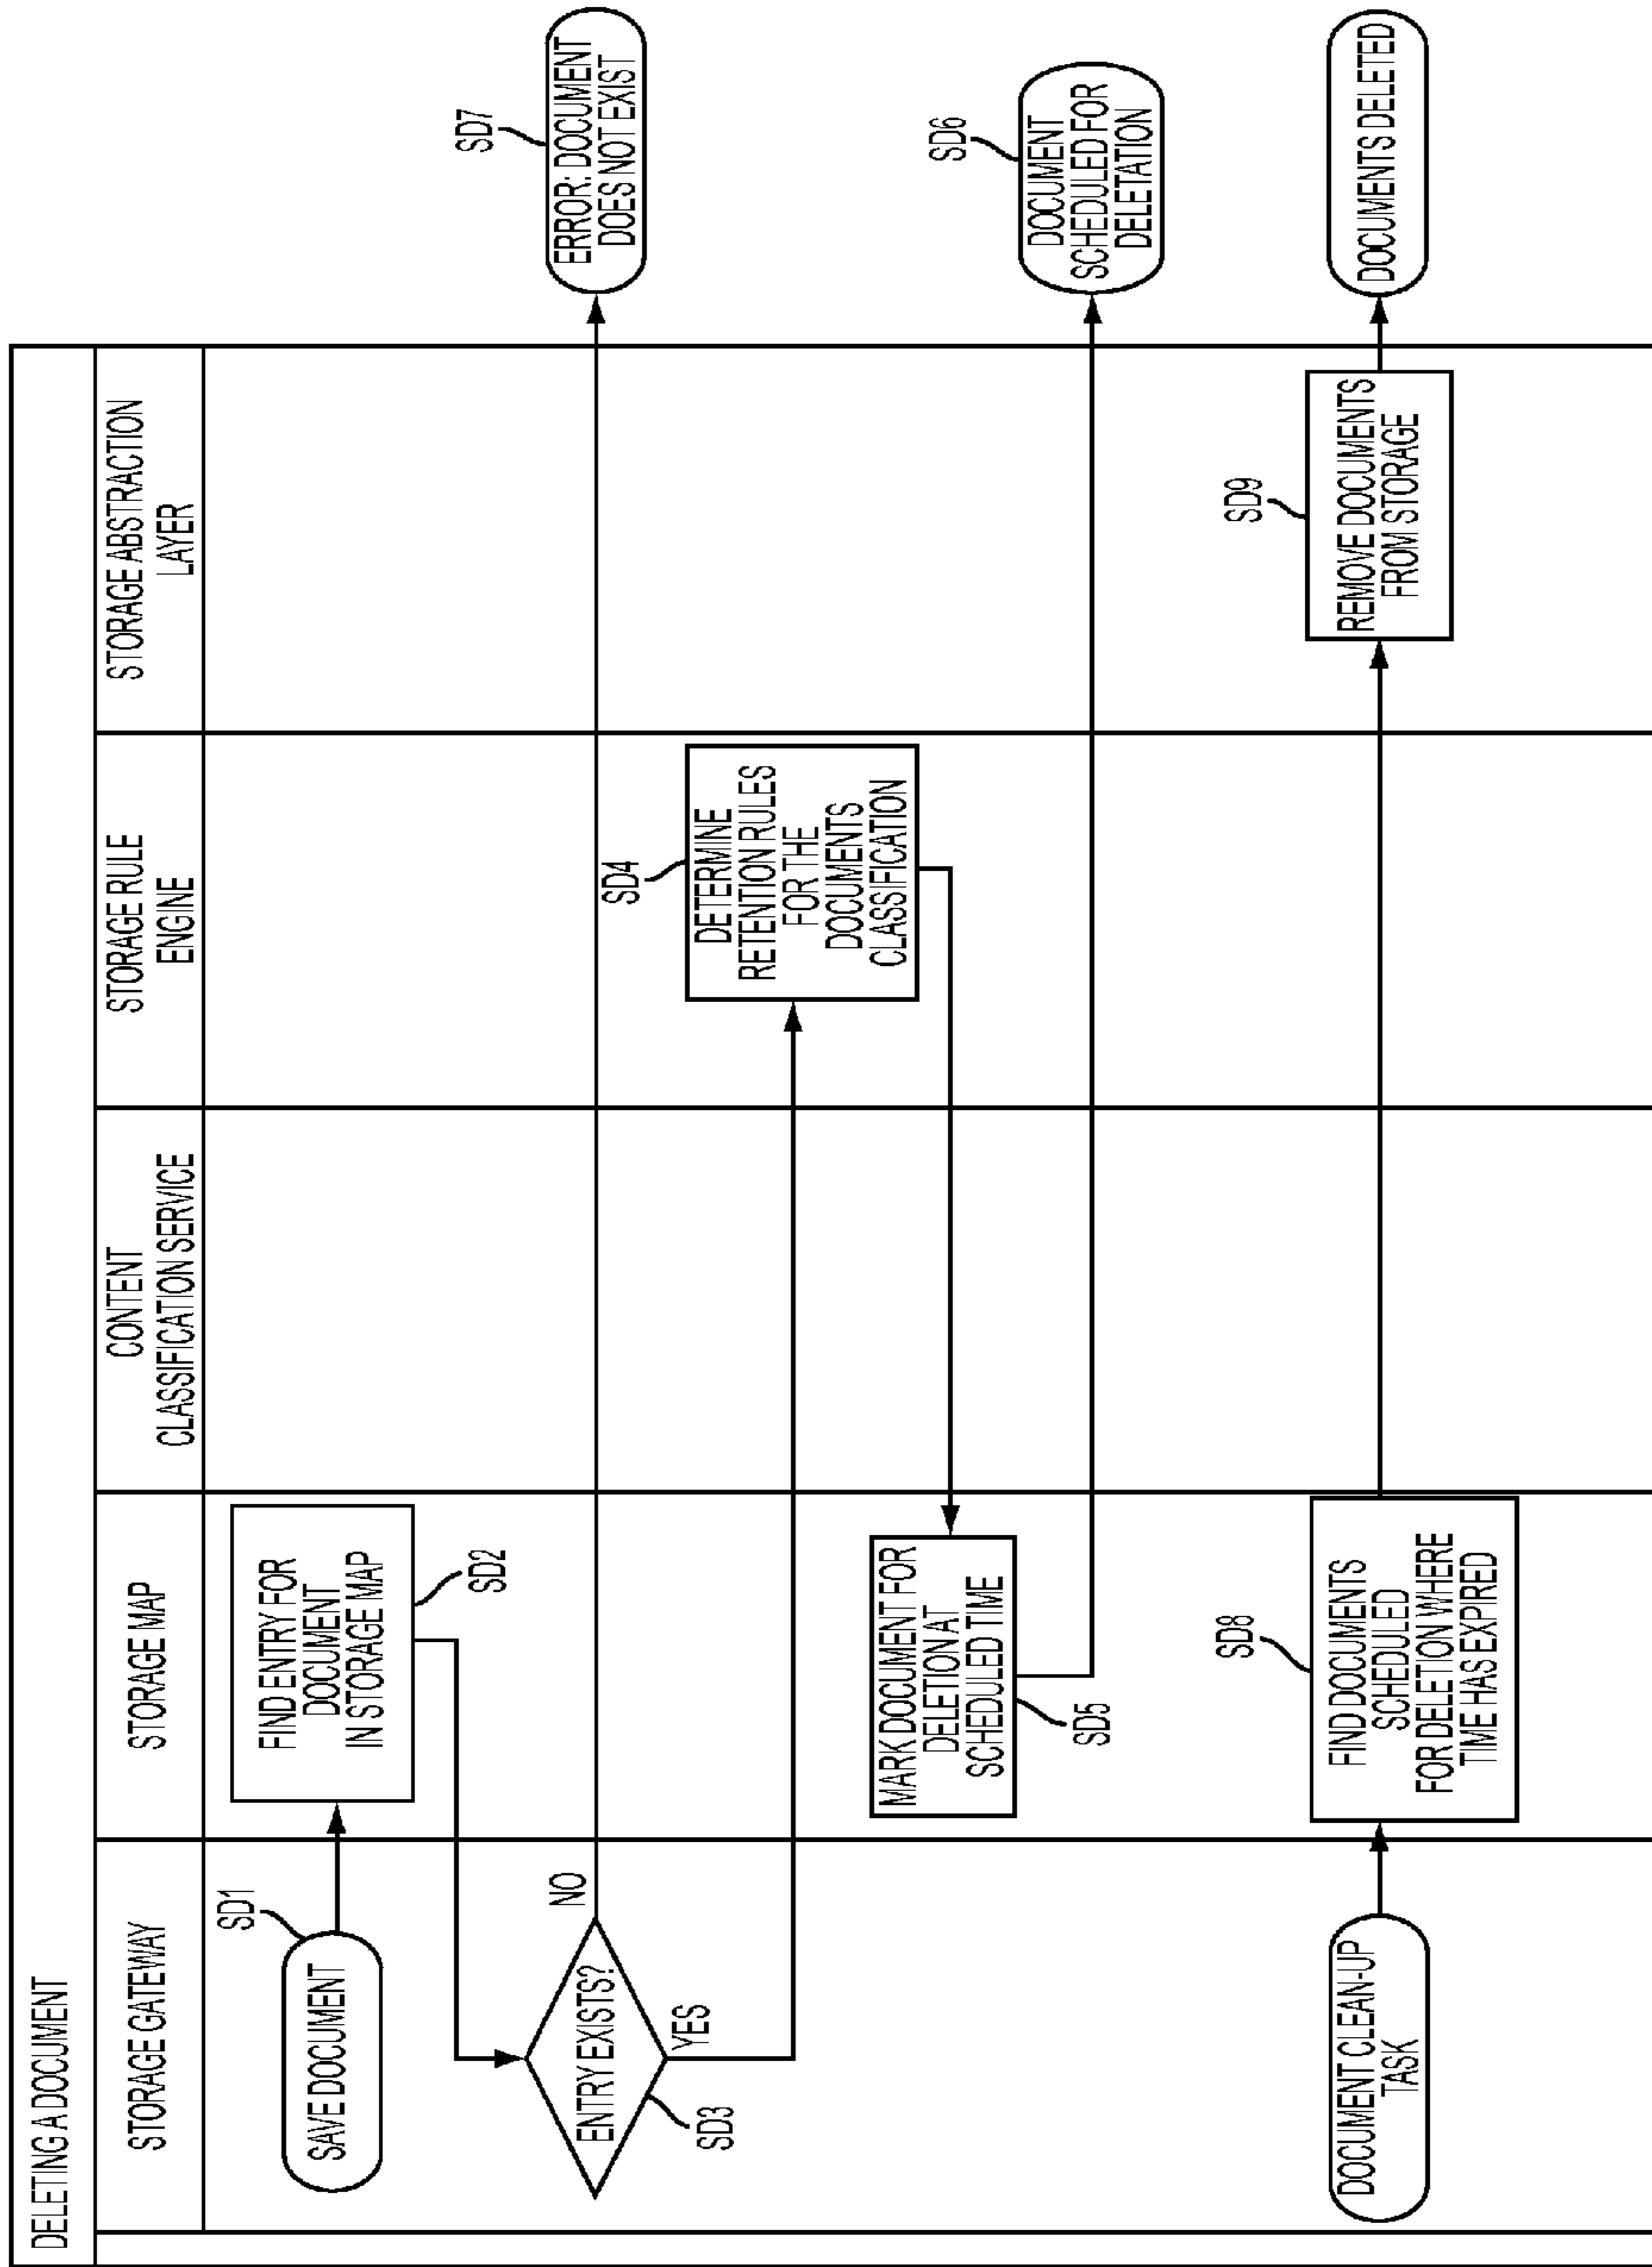 DELETING A DOCUMENT
STORAGE GATEWAY
STORAGE MAP
CONTENT
CLASSIFICATION SERVICE
STORAGE RULE
ENGINE
STORAGE ABSTRACTION
LAYER
SD1
SAVE DOCUMENT
FIND ENTRY FOR
DOCUMENT
IN STORAGE MAP
SD2
ENTRY EXISTS?
NO
YES
SD3
SD7
ERROR: DOCUMENT
DOES NOT EXIST
SD4
DETERMINE
RETENTION RULES
FOR THE
DOCUMENTS
CLASSIFICATION
MARK DOCUMENT FOR
DELETION AT
SCHEDULED TIME
SD5
SD6
DOCUMENT
SCHEDULED FOR
DELETATION
DOCUMENT CLEAN-UP
TASK
SD8
FIND DOCUMENTS
SCHEDULED
FOR DELETION WHERE
TIME HAS EXPIRED
SD9
REMOVE DOCUMENTS
FROM STORAGE
DOCUMENTS DELETED